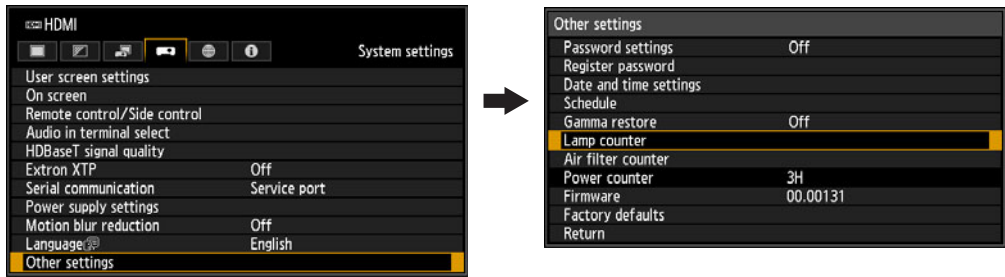 HDMI
System settings
User screen settings
On screen
Remote control/Side control
Audio in terminal select
HDBaseT signal quality
Extron XTP Off
Serial communication Service port
Power supply settings
Motion blur reduction Off
Language English
Other settings
Other settings
Password settings Off
Register password
Date and time settings
Schedule
Gamma restore Off
Lamp counter
Air filter counter
Power counter 3H
Firmware 00.00131
Factory defaults
Return